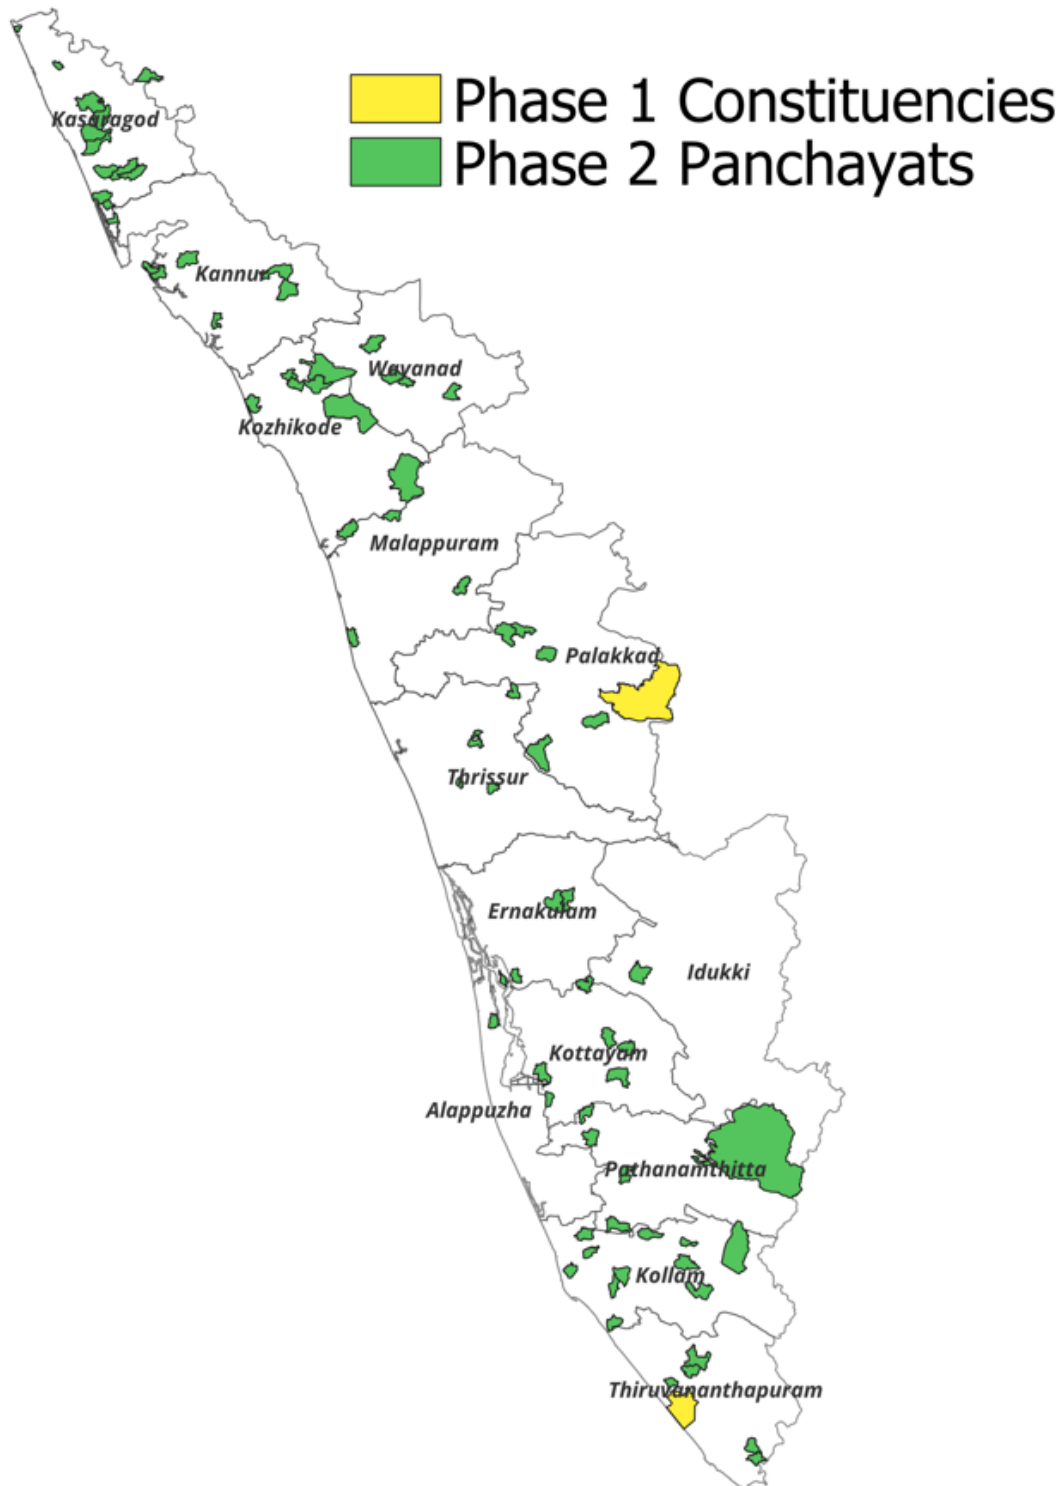 Phase 1 Constituencies
Phase 2 Panchayats
Kasaragod
Kannur
Wayanad
Kozhikode
Malappuram
Palakkad
Thrissur
Ernakulam
Idukki
Kottayam
Alappuzha
Pathanamthitta
Kollam
Thiruvananthapuram